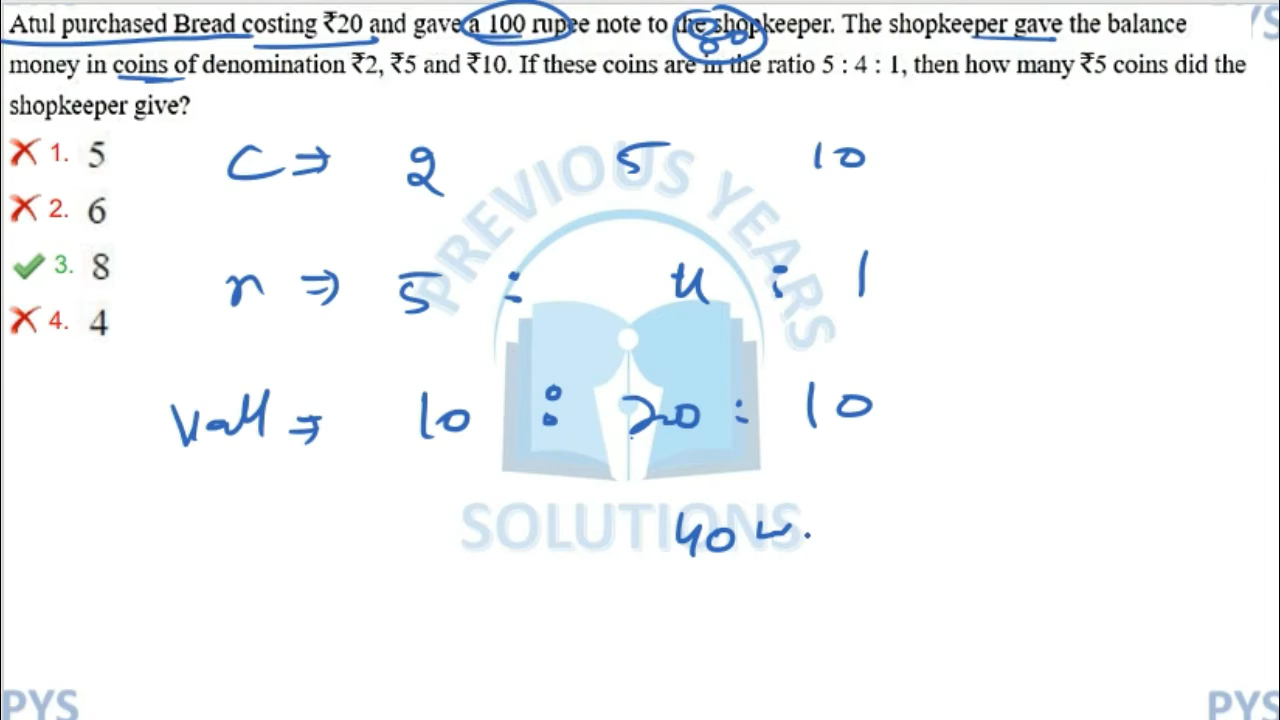 Atul purchased Bread costing ₹20 and gave a 100 rupee note to the shopkeeper. The shopkeeper gave the balance
80
money in coins of denomination ₹2, ₹5 and ₹10. If these coins are in the ratio 5 : 4 : 1, then how many ₹5 coins did the
shopkeeper give?
1. 5
2. 6
3. 8
4. 4
C ⇒ 2 5 10
n ⇒ 5 : 4 : 1
⇒ 10 : 20 : 10
40
PREVIOUS YEARS
SOLUTIONS
YS
PYS
PYS